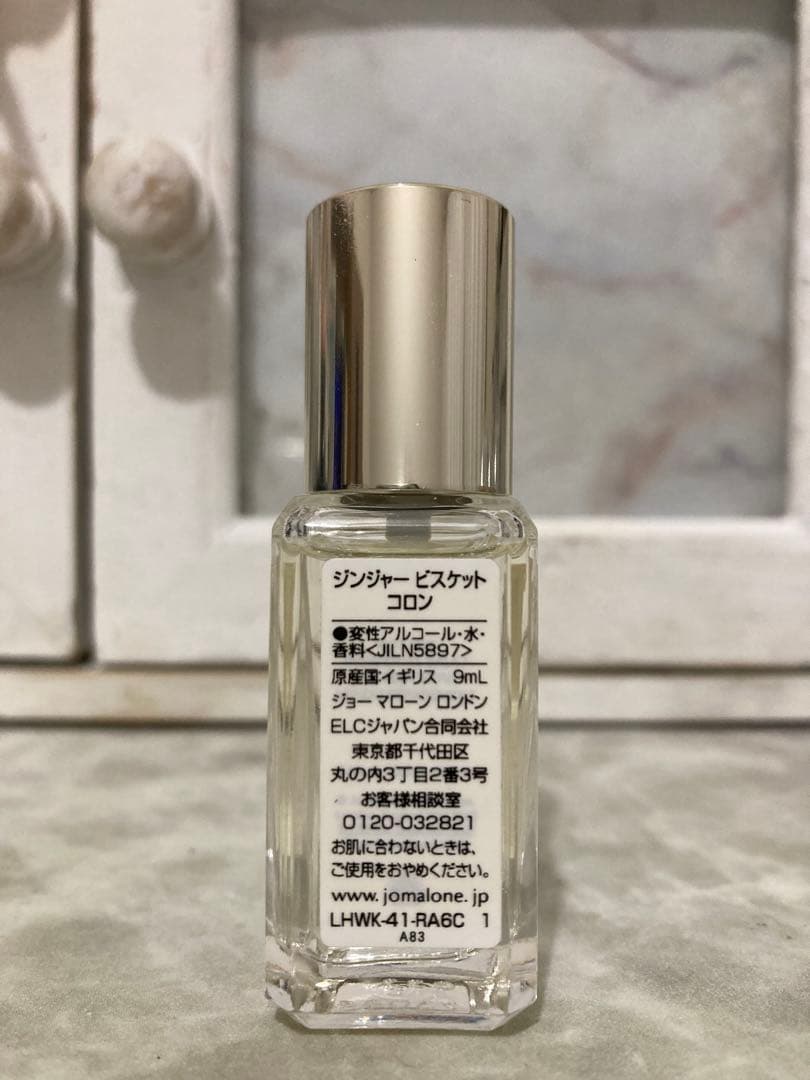 ジンジャー ビスケット
コロン
●変性アルコール・水・
香料<JILN5897>
原産国:イギリス 9mL
ジョー マローン ロンドン
ELCジャパン合同会社
東京都千代田区
丸の内3丁目2番3号
お客様相談室
0120-032821
お肌に合わないときは、
ご使用をおやめください。
www.jomalone.jp
LHWK-41-RA6C 1
A83